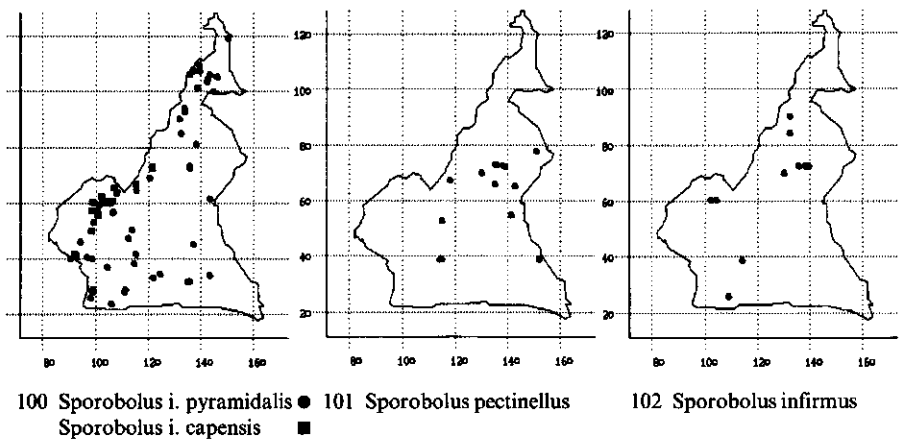 120
100
80
60
40
20
80 100 120 140 160
120
100
80
60
40
20
80 100 120 140 160
120
100
80
60
40
20
80 100 120 140 160
100 Sporobolus i. pyramidalis ●
Sporobolus i. capensis ■
101 Sporobolus pectinellus
102 Sporobolus infirmus